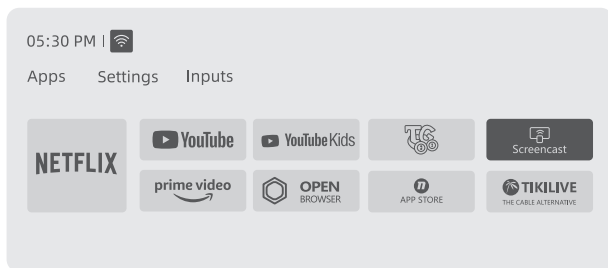 05:30 PM |
Apps Settings Inputs
NETFLIX
YouTube
YouTube Kids
TG
Screencast
prime video
OPEN
BROWSER
APP STORE
TIKILIVE
THE CABLE ALTERNATIVE